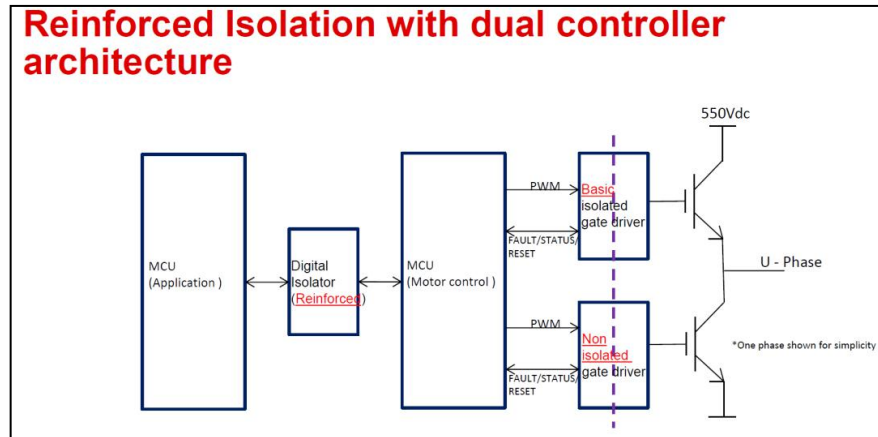 Reinforced Isolation with dual controller
architecture
550Vdc
MCU
(Application )
Digital
Isolator
(Reinforced)
MCU
(Motor control )
PWM
FAULT/STATUS/
RESET
Basic
isolated
gate driver
U - Phase
PWM
FAULT/STATUS/
RESET
Non
isolated
gate driver
*One phase shown for simplicity